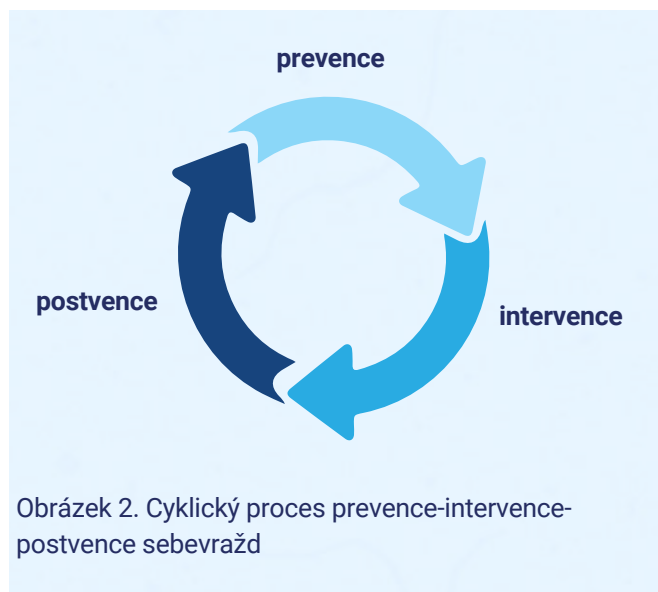 prevence
postvence
intervence
Obrázek 2. Cyklický proces prevence-intervence-
postvence sebevražd